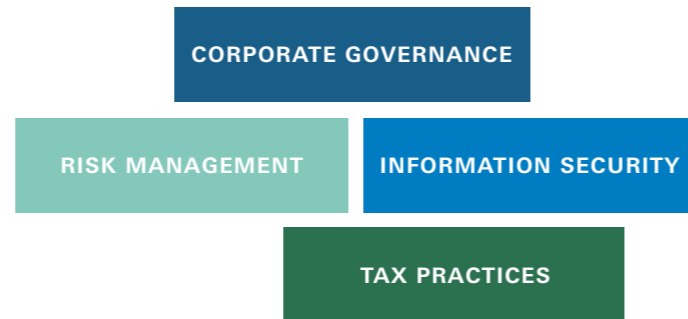 CORPORATE GOVERNANCE
RISK MANAGEMENT
INFORMATION SECURITY
TAX PRACTICES